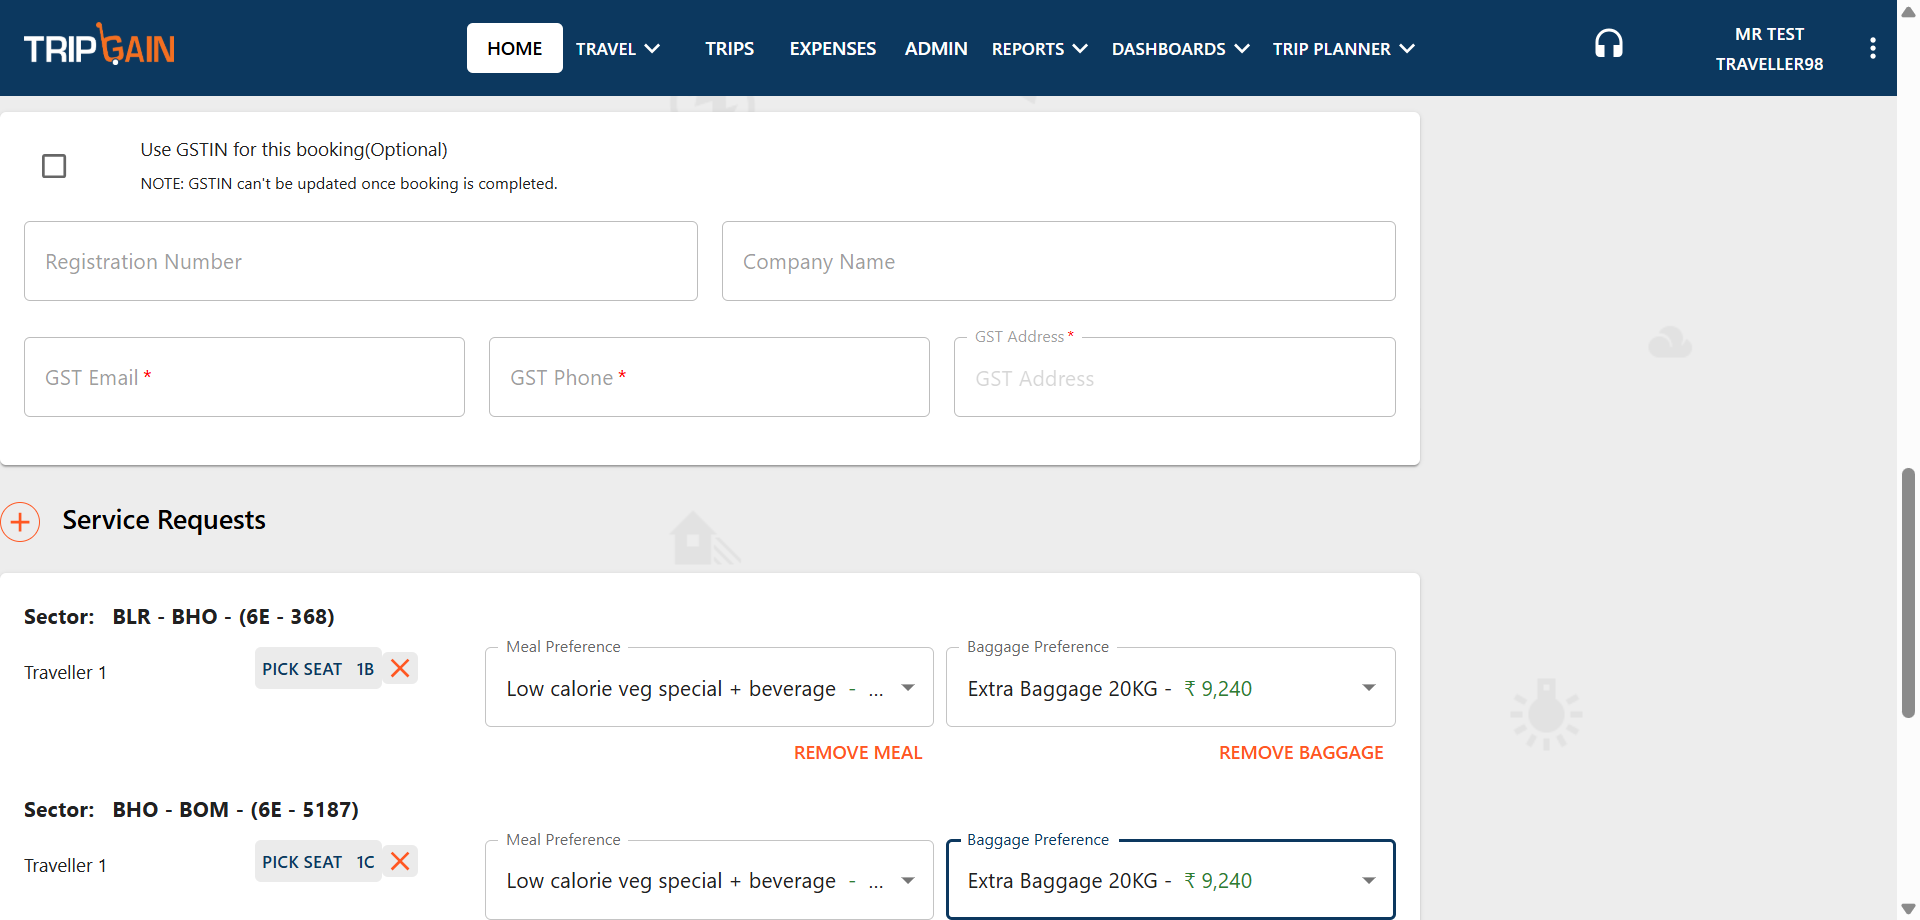 TRIPGAIN
HOME
TRAVEL
TRIPS
EXPENSES
ADMIN
REPORTS
DASHBOARDS
TRIP PLANNER
MR TEST
TRAVELLER98
Use GSTIN for this booking(Optional)
NOTE: GSTIN can't be updated once booking is completed.
Registration Number
Company Name
GST Email *
GST Phone *
GST Address *
GST Address
Service Requests
Sector: BLR - BHO - (6E - 368)
Traveller 1
PICK SEAT 1B
Meal Preference
Low calorie veg special + beverage - ...
REMOVE MEAL
Baggage Preference
Extra Baggage 20KG - ₹ 9,240
REMOVE BAGGAGE
Sector: BHO - BOM - (6E - 5187)
Traveller 1
PICK SEAT 1C
Meal Preference
Low calorie veg special + beverage - ...
Baggage Preference
Extra Baggage 20KG - ₹ 9,240